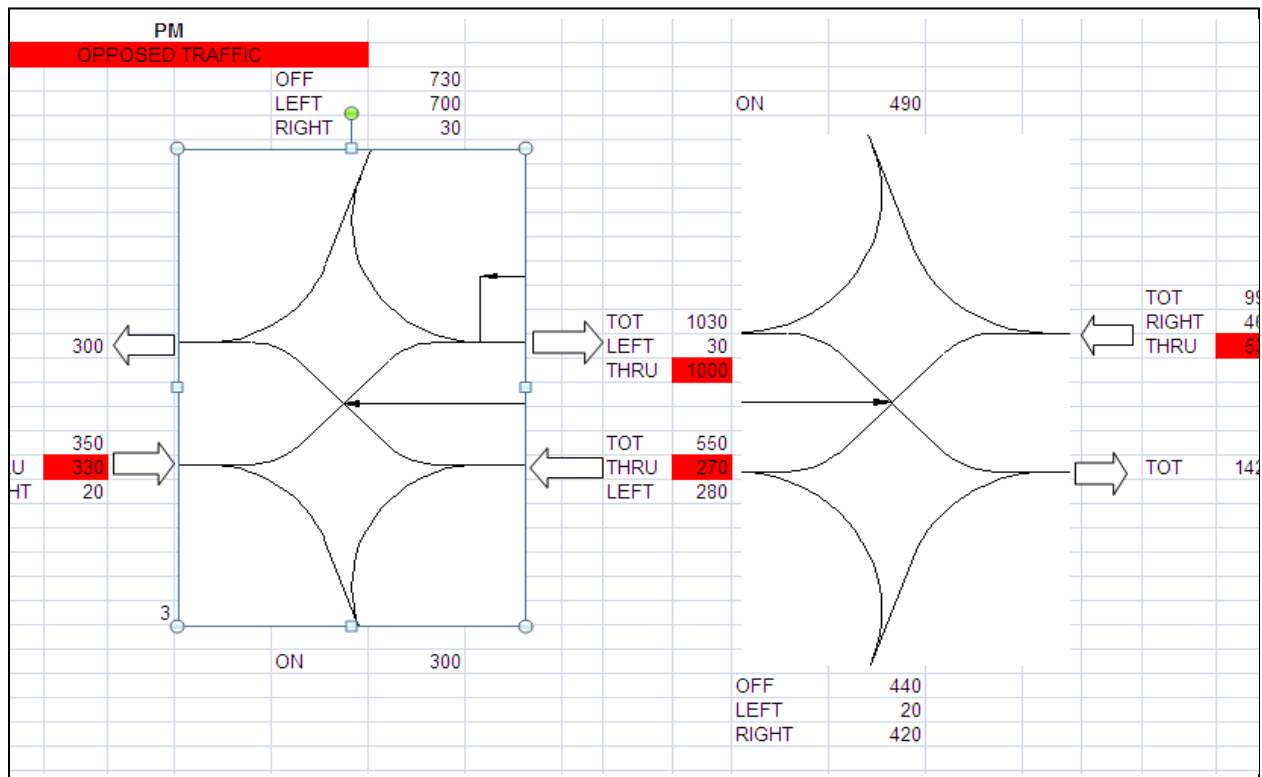 PM
OPPOSED TRAFFIC
OFF 730
LEFT 700
RIGHT 30
ON 490
TOT 1030
LEFT 30
THRU 1000
300
TOT
RIGHT
THRU
350
330
20
TOT 550
THRU 270
LEFT 280
TOT
3
ON 300
OFF 440
LEFT 20
RIGHT 420